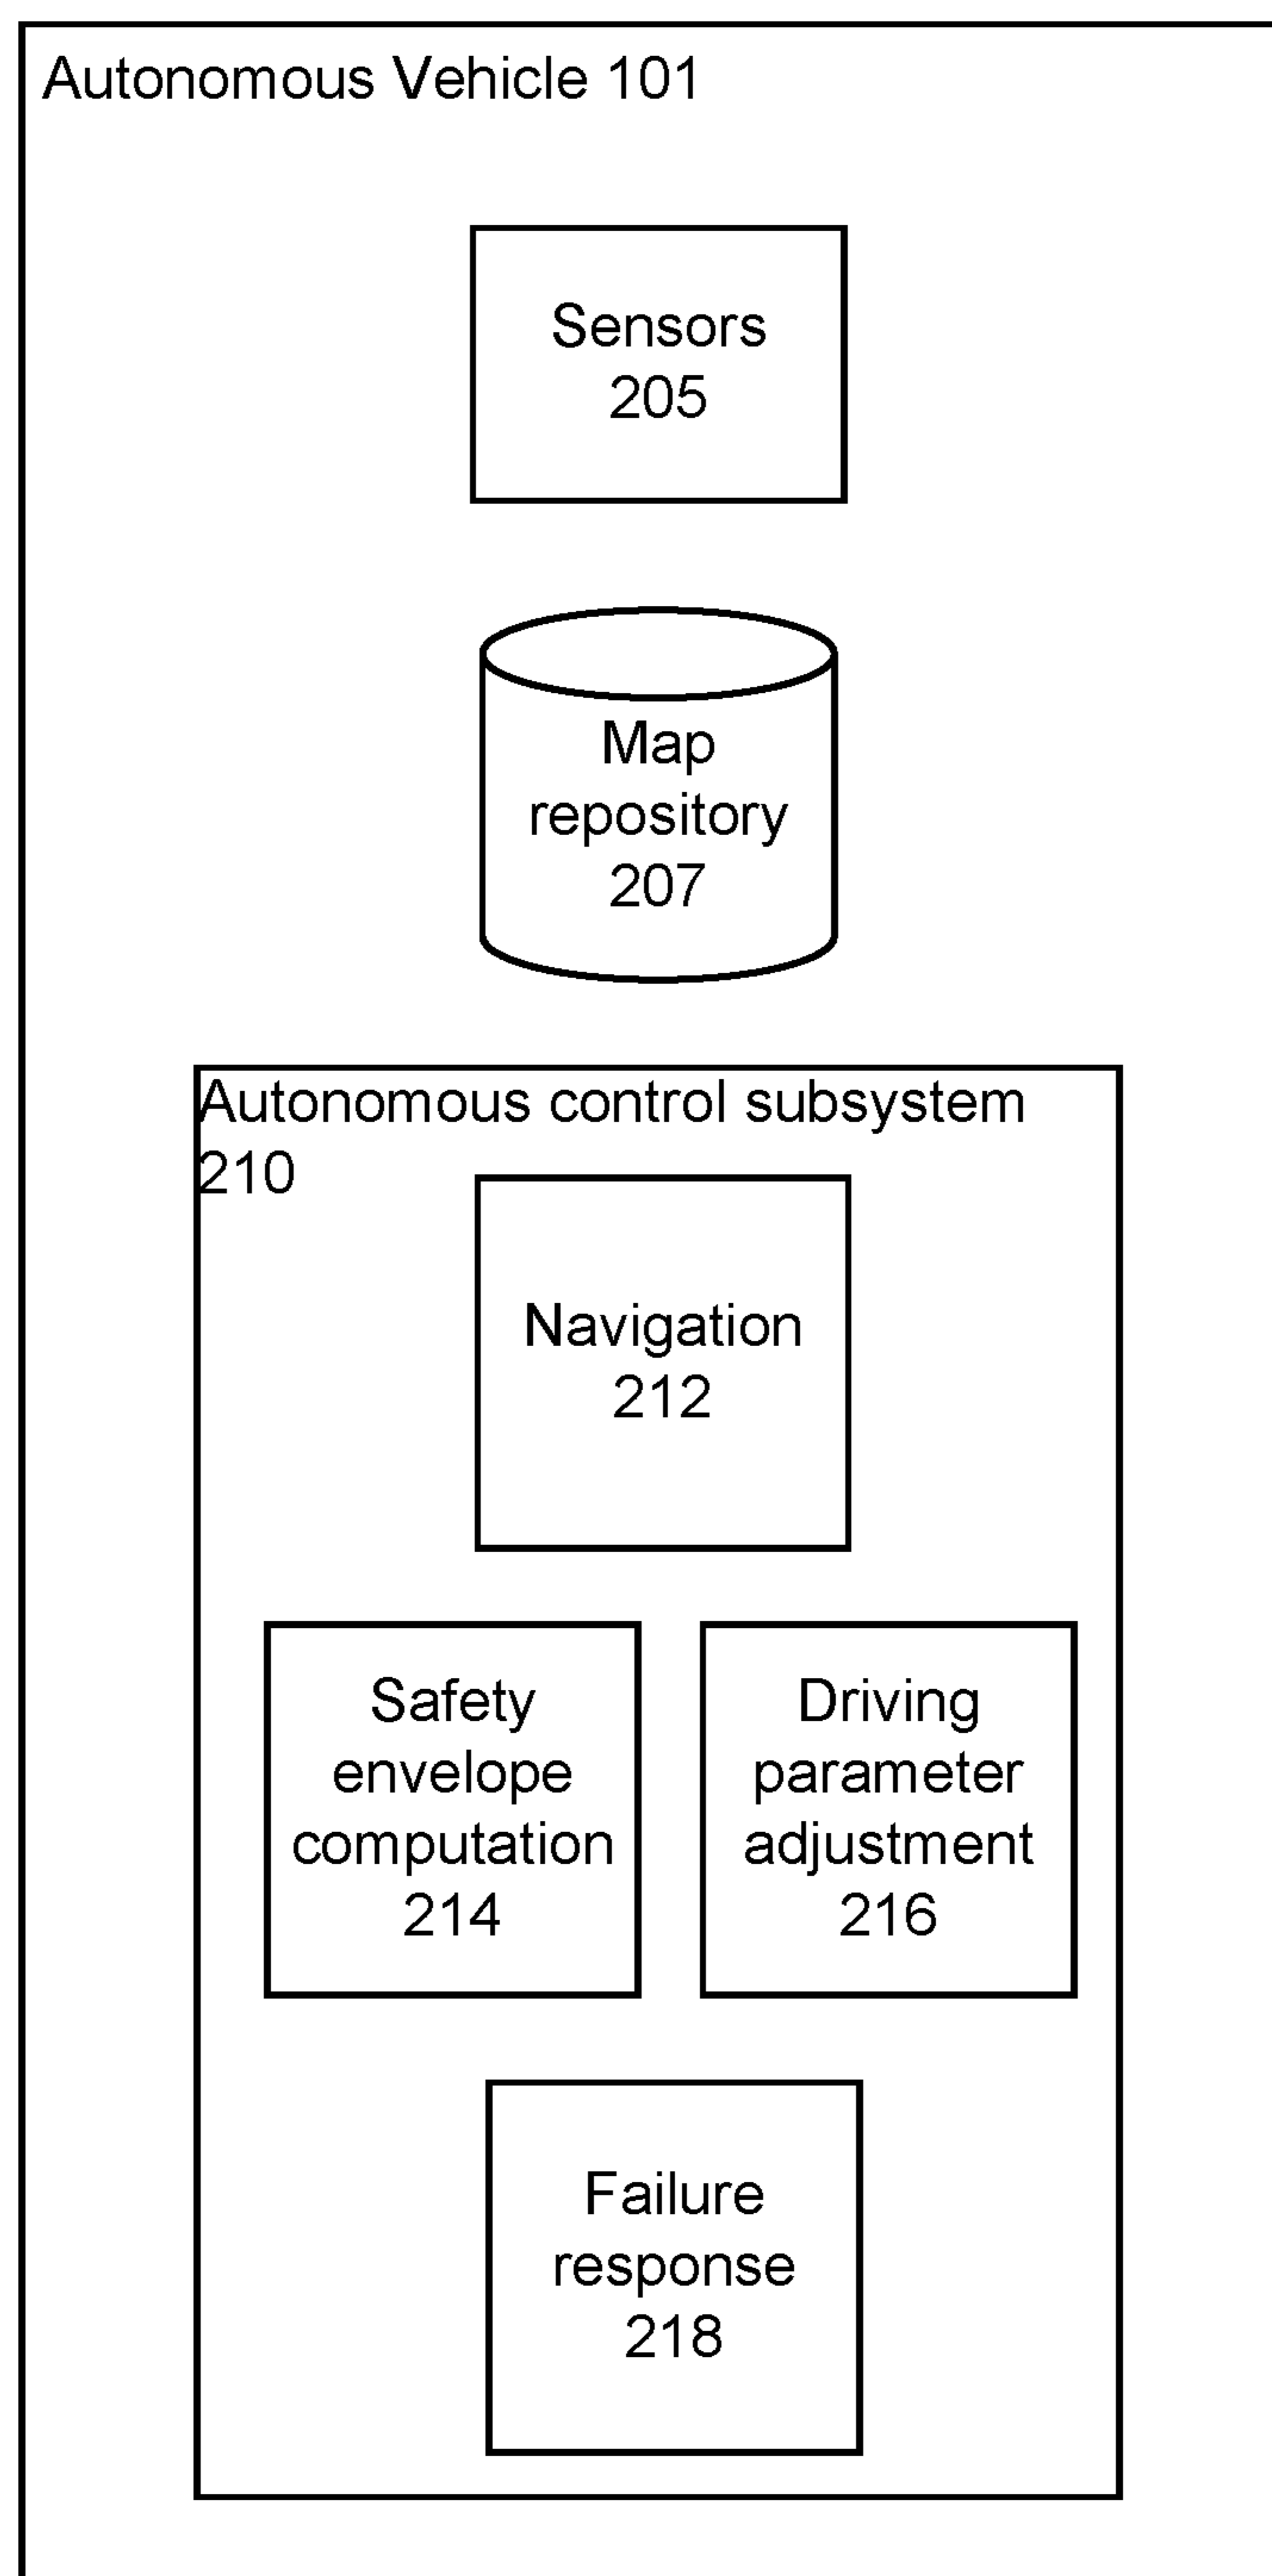 Autonomous Vehicle 101
Sensors
205
Map
repository
207
Autonomous control subsystem
210
Navigation
212
Safety
envelope
computation
214
Driving
parameter
adjustment
216
Failure
response
218